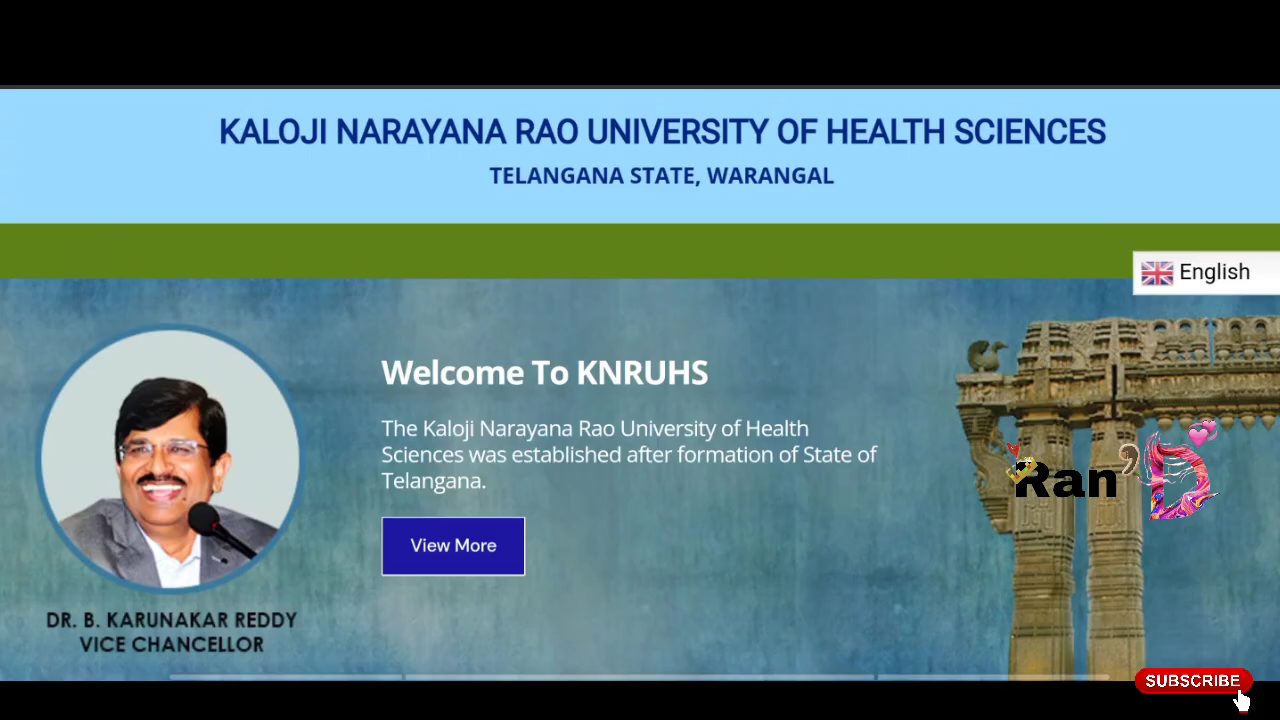 KALOJI NARAYANA RAO UNIVERSITY OF HEALTH SCIENCES
TELANGANA STATE, WARANGAL
English
Welcome To KNRUHS
The Kaloji Narayana Rao University of Health
Sciences was established after formation of State of
Telangana.
View More
Ran'D
DR. B. KARUNAKAR REDDY
VICE CHANCELLOR
SUBSCRIBE